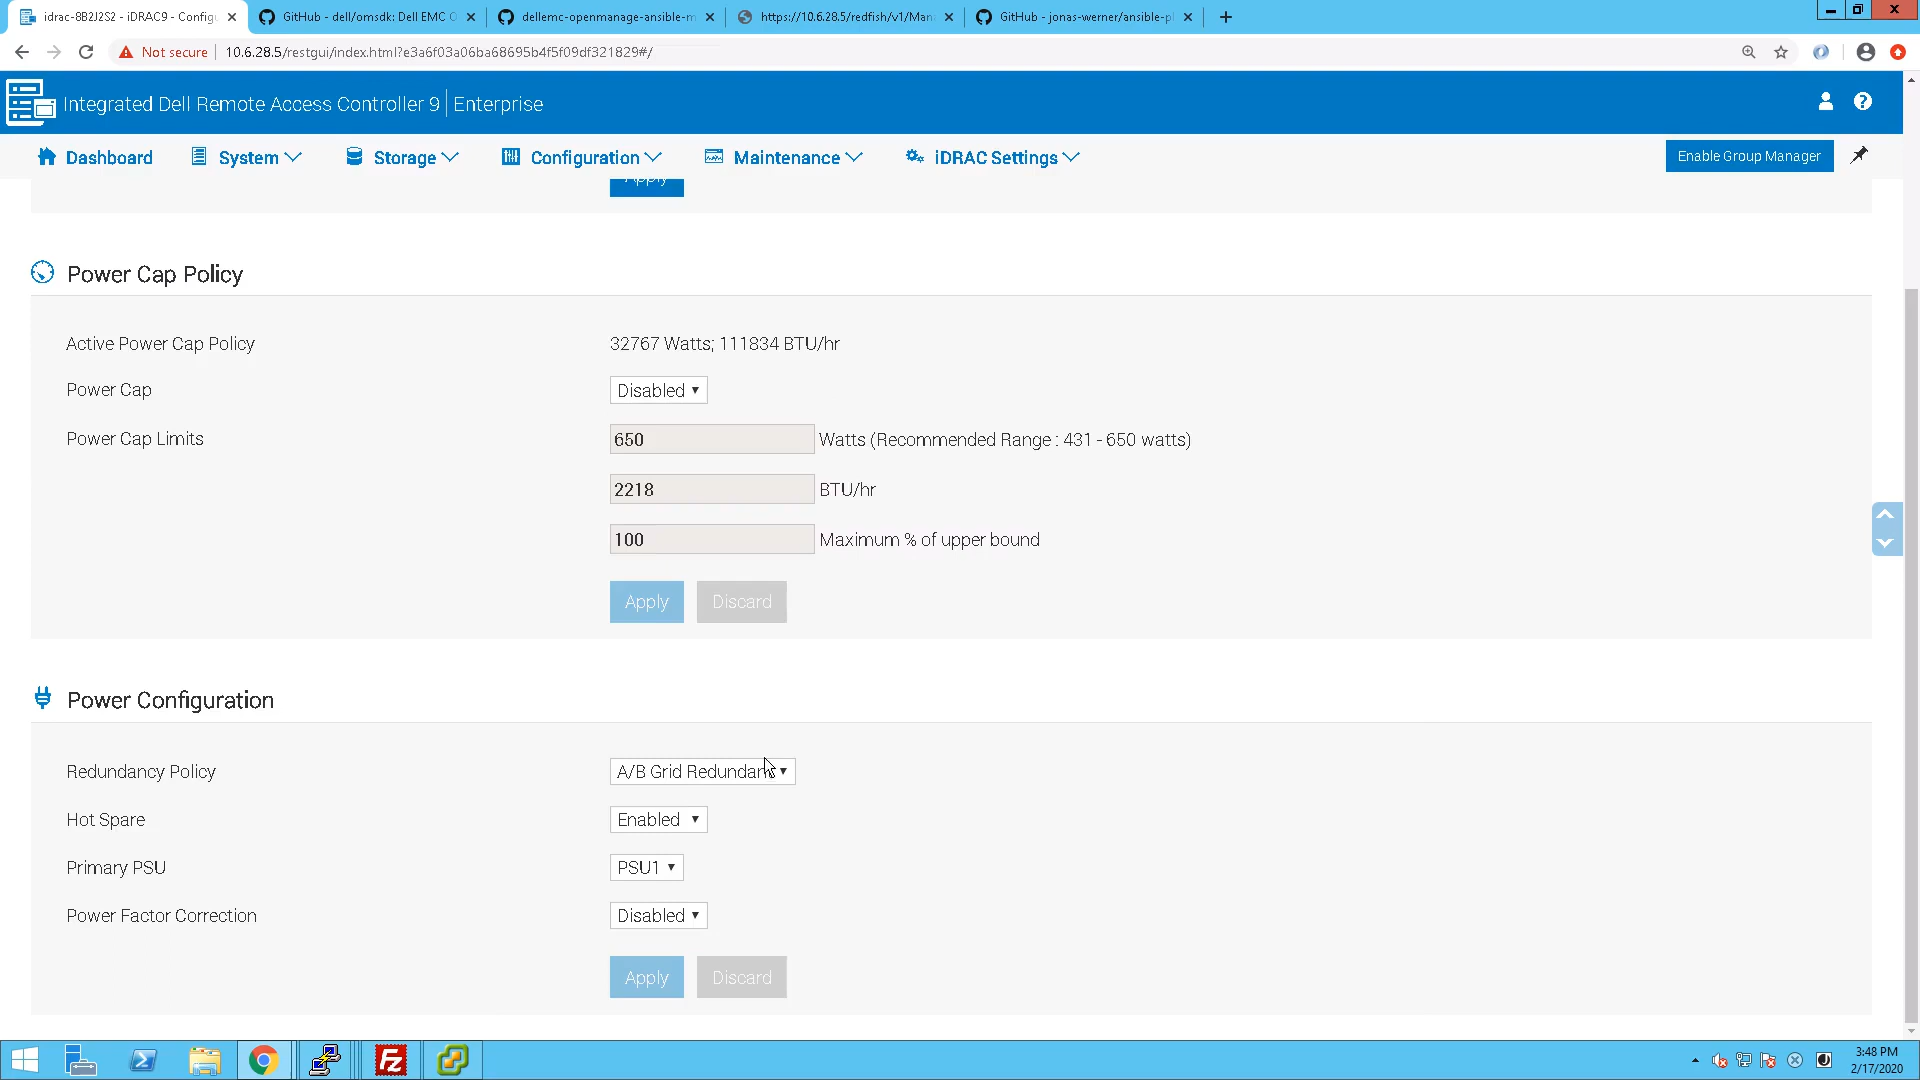 idrac-8B2J2S2 - iDRAC9 - Config
GitHub - dell/omsdk: Dell EMC O
dellemc-openmanage-ansible-m
https://10.6.28.5/redfish/v1/Man
GitHub - jonas-werner/ansible-pl
Not secure
10.6.28.5/restgui/index.html?e3a6f03a06ba68695b4f5f09df321829#/
Integrated Dell Remote Access Controller 9 | Enterprise
Dashboard
System
Storage
Configuration
Maintenance
iDRAC Settings
Enable Group Manager
Apply
Power Cap Policy
Active Power Cap Policy
32767 Watts; 111834 BTU/hr
Power Cap
Disabled
Power Cap Limits
650 Watts (Recommended Range : 431 - 650 watts)
2218 BTU/hr
100 Maximum % of upper bound
Apply
Discard
Power Configuration
Redundancy Policy
A/B Grid Redundant
Hot Spare
Enabled
Primary PSU
PSU1
Power Factor Correction
Disabled
Apply
Discard
3:48 PM
2/17/2020